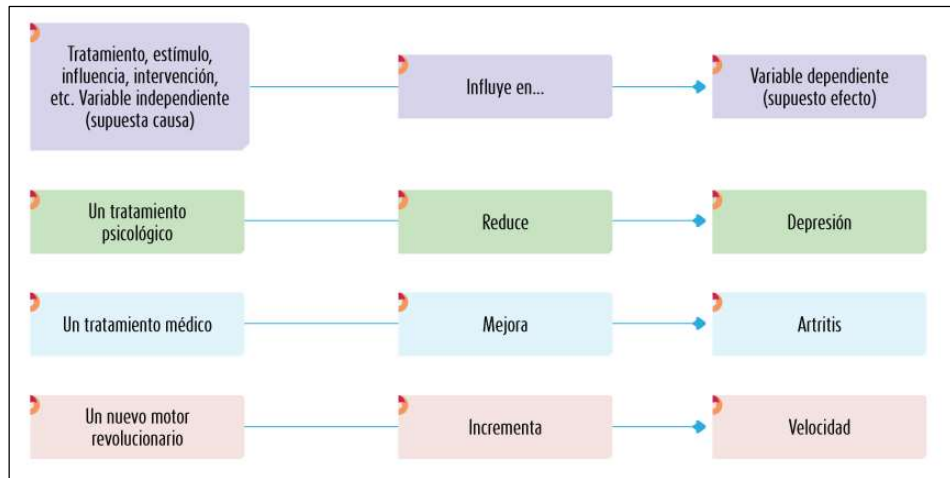 Tratamiento, estímulo,
influencia, intervención,
etc. Variable independiente
(supuesta causa)
Influye en...
Variable dependiente
(supuesto efecto)
Un tratamiento
psicológico
Reduce
Depresión
Un tratamiento médico
Mejora
Artritis
Un nuevo motor
revolucionario
Incrementa
Velocidad